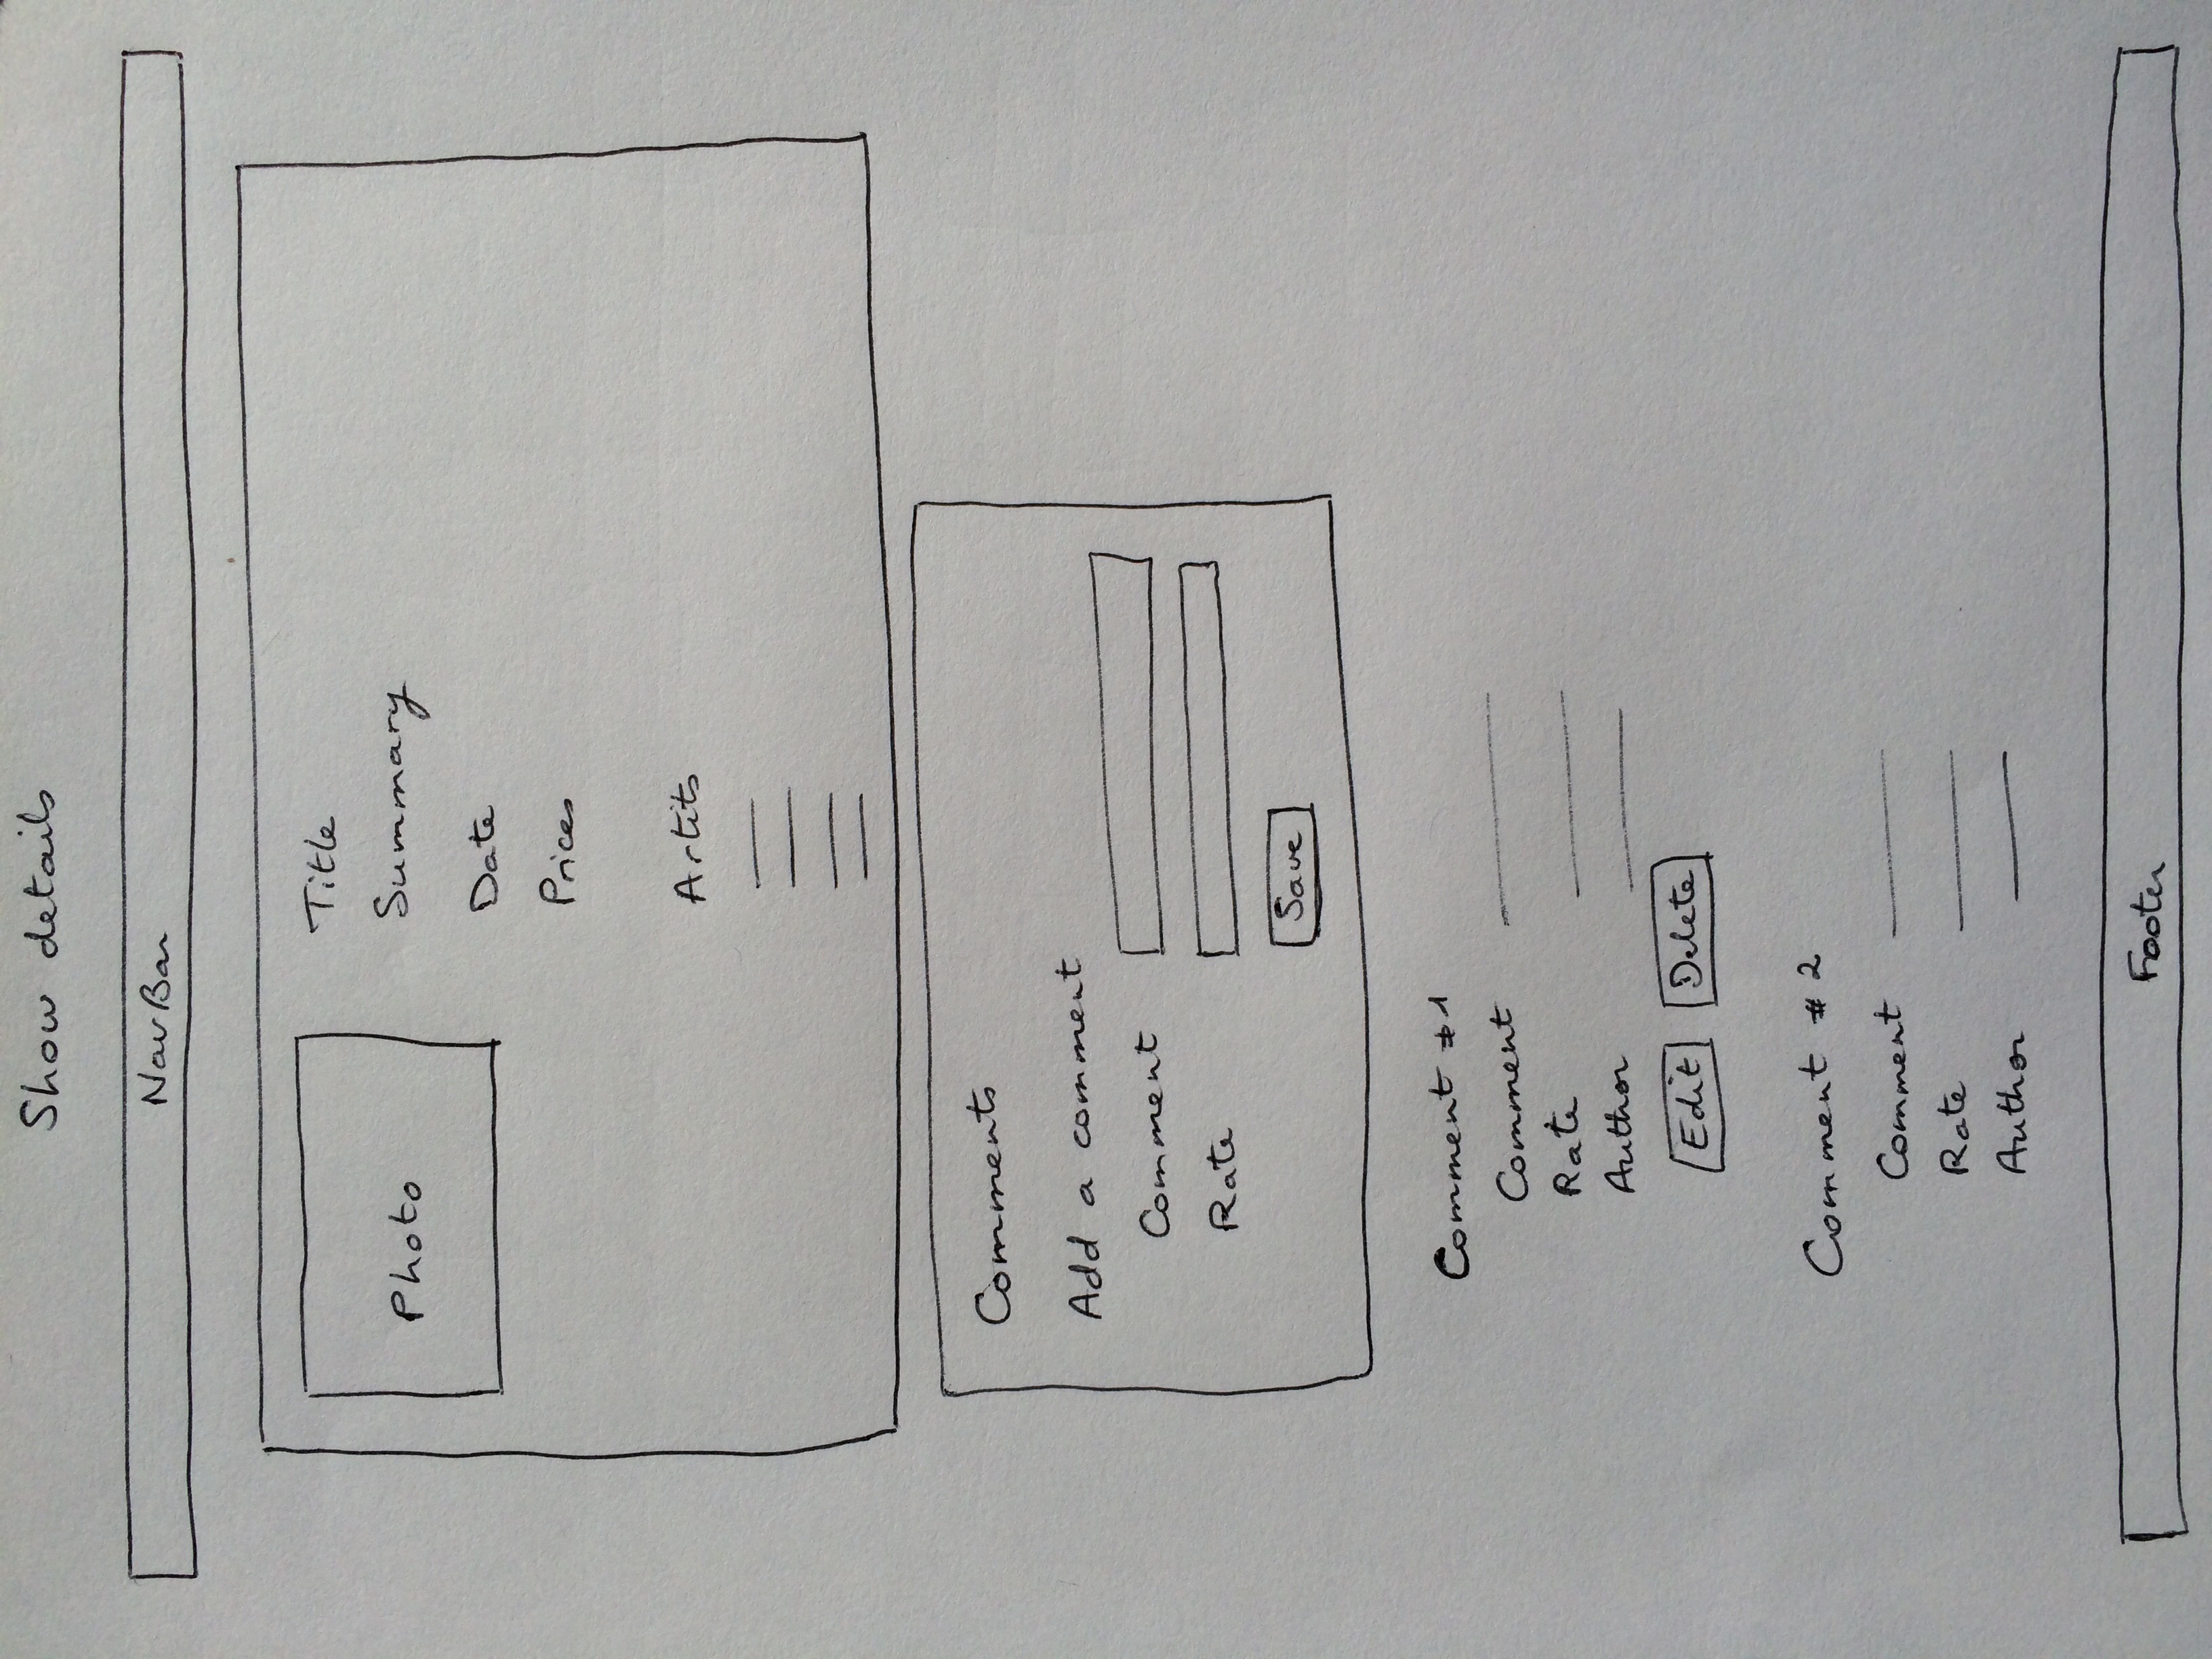 Show details
NavBar
Photo
Title
Summary
Date
Prices
Artits
Comments
Add a comment
Comment
Rate
Save
Comment #1
Comment
Rate
Author
Edit Delete
Comment #2
Comment
Rate
Author
Footer